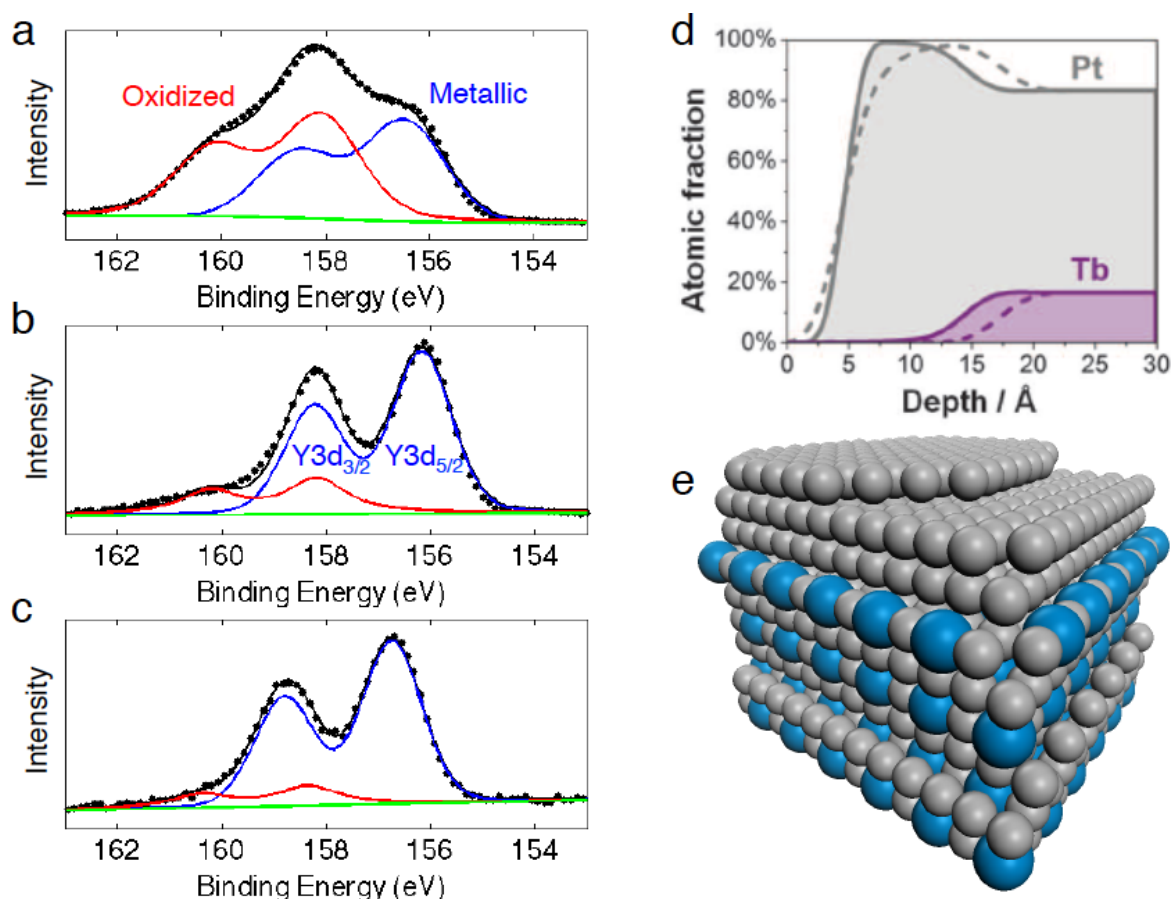 a
Oxidized
Metallic
Intensity
162 160 158 156 154
Binding Energy (eV)
b
Y3d3/2 Y3d5/2
Intensity
162 160 158 156 154
Binding Energy (eV)
c
Intensity
162 160 158 156 154
Binding Energy (eV)
d
100%
80%
60%
40%
20%
0%
Atomic fraction
Pt
Tb
0 5 10 15 20 25 30
Depth / Å
e